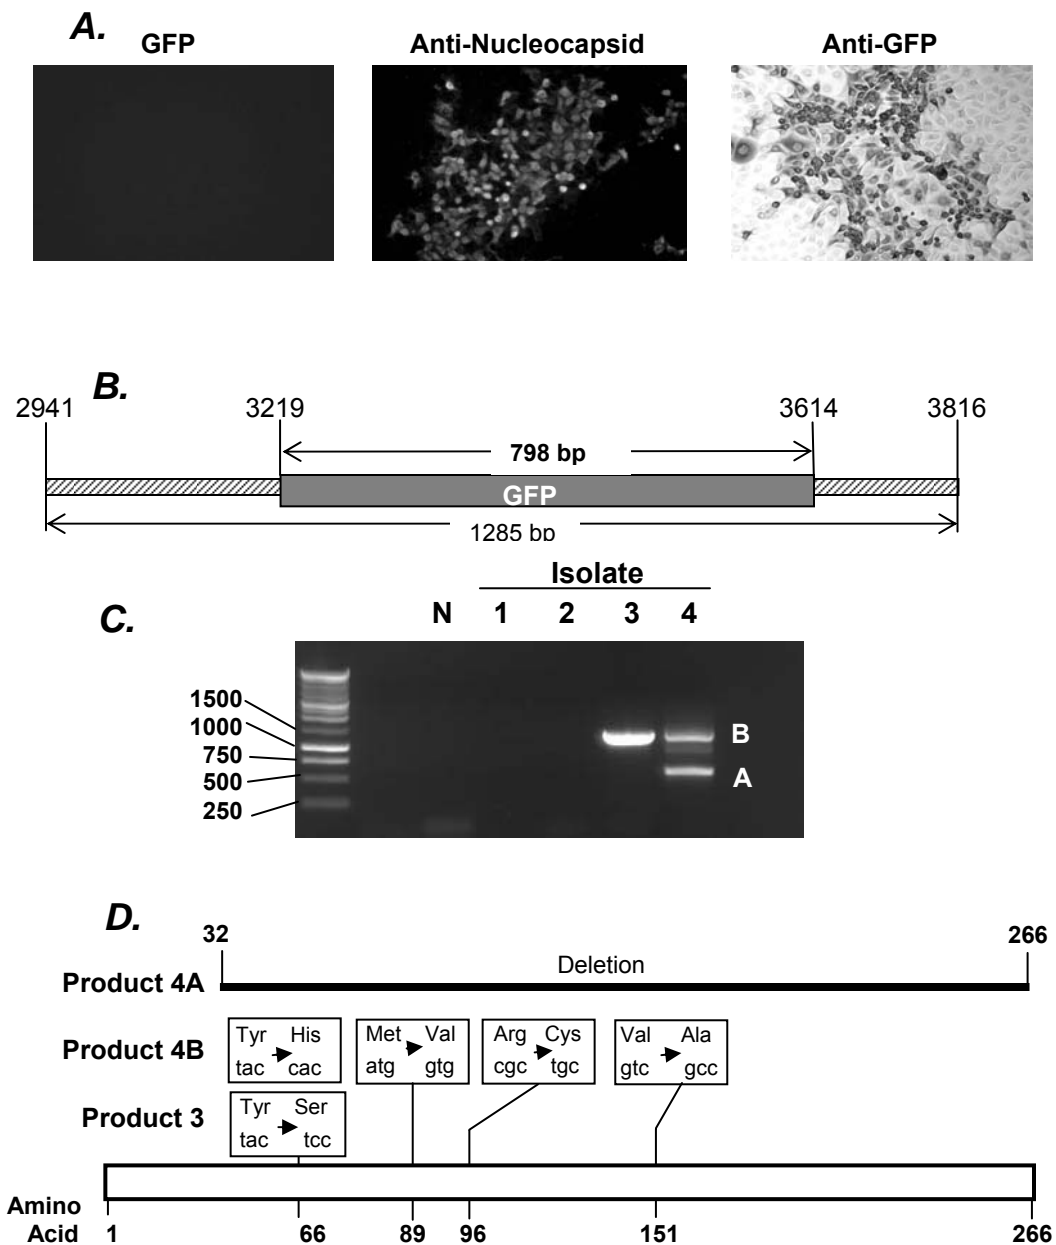 A.
GFP Anti-Nucleocapsid Anti-GFP
B.
2941 3219 3614 3816
798 bp
GFP
1285 bp
Isolate
C.
N 1 2 3 4
1500
1000
750
500
250
B
A
D.
32 266
Deletion
Product 4A
Product 4B
Tyr His
tac cac
Met Val
atg gtg
Arg Cys
cgc tgc
Val Ala
gtc gcc
Product 3
Tyr Ser
tac tcc
Amino
Acid 1 66 89 96 151 266